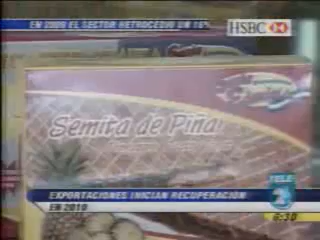 EN 2009 EL SECTOR RETROCEDIO UN 16%
HSBC
Semita de Piña
TELE
2
EXPORTACIONES INICIAN RECUPERACIÓN
EN 2010
6:30